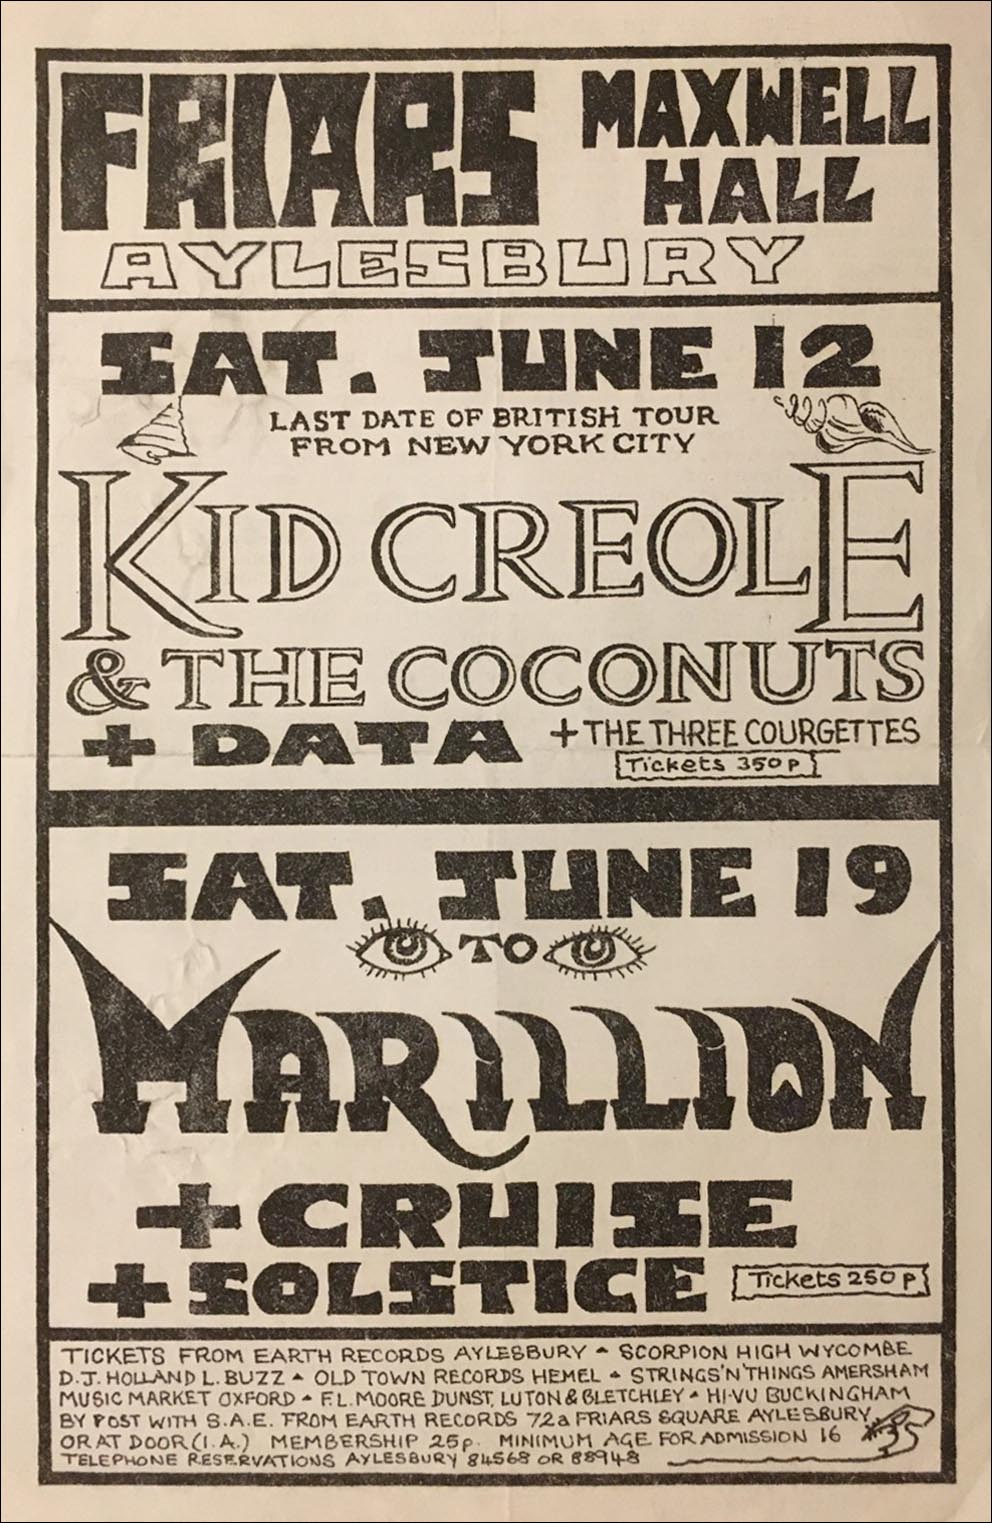 FRIARS MAXWELL HALL
AYLESBURY
SAT. JUNE 12
LAST DATE OF BRITISH TOUR
FROM NEW YORK CITY
KID CREOLE
& THE COCONUTS
+ DATA + THE THREE COURGETTES
Tickets 350p
SAT. JUNE 19
TO
MARILLION
+ CRUISE
+ SOLSTICE Tickets 250p
TICKETS FROM EARTH RECORDS AYLESBURY - SCORPION HIGH WYCOMBE
D.J. HOLLAND L. BUZZ - OLD TOWN RECORDS HEMEL - STRINGS'N'THINGS AMERSHAM
MUSIC MARKET OXFORD - F.L. MOORE DUNST, LUTON & BLETCHLEY - HI-VU BUCKINGHAM
BY POST WITH S.A.E. FROM EARTH RECORDS 72a FRIARS SQUARE AYLESBURY
OR AT DOOR (I.A.) MEMBERSHIP 25p. MINIMUM AGE FOR ADMISSION 16
TELEPHONE RESERVATIONS AYLESBURY 84568 OR 88948